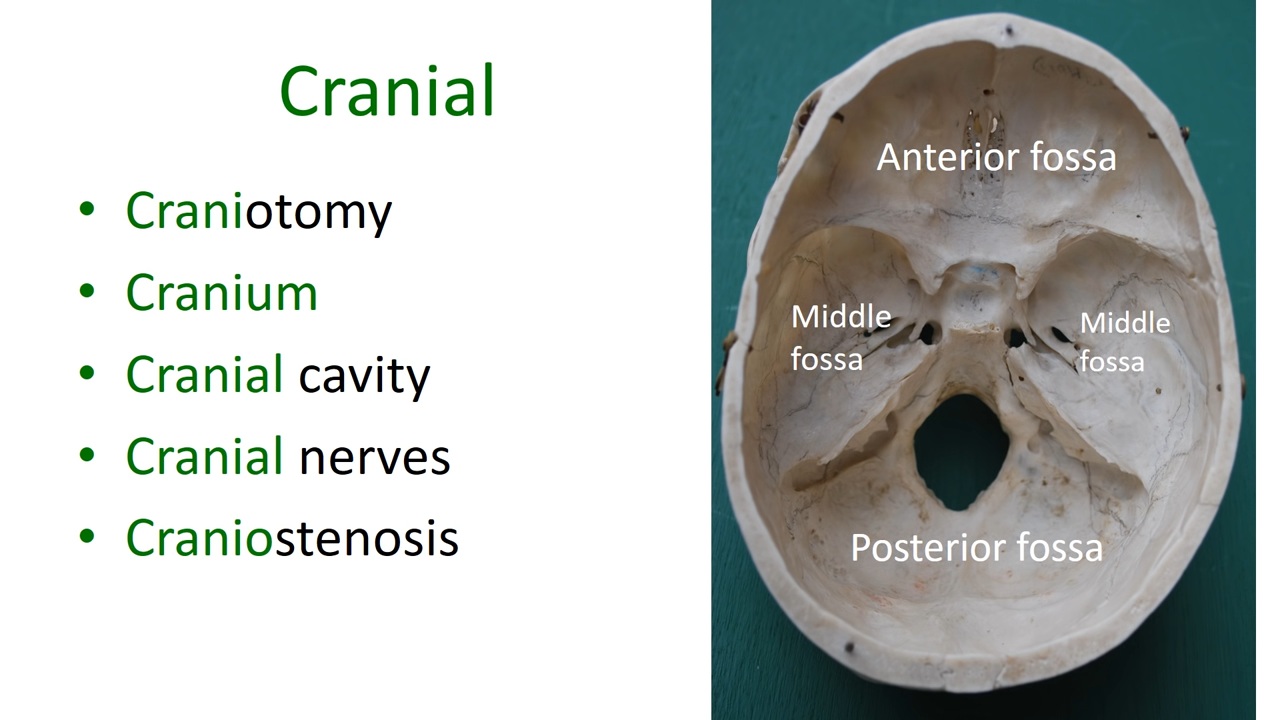 Cranial
• Craniotomy
• Cranium
• Cranial cavity
• Cranial nerves
• Craniostenosis
Anterior fossa
Middle
fossa
Middle
fossa
Posterior fossa